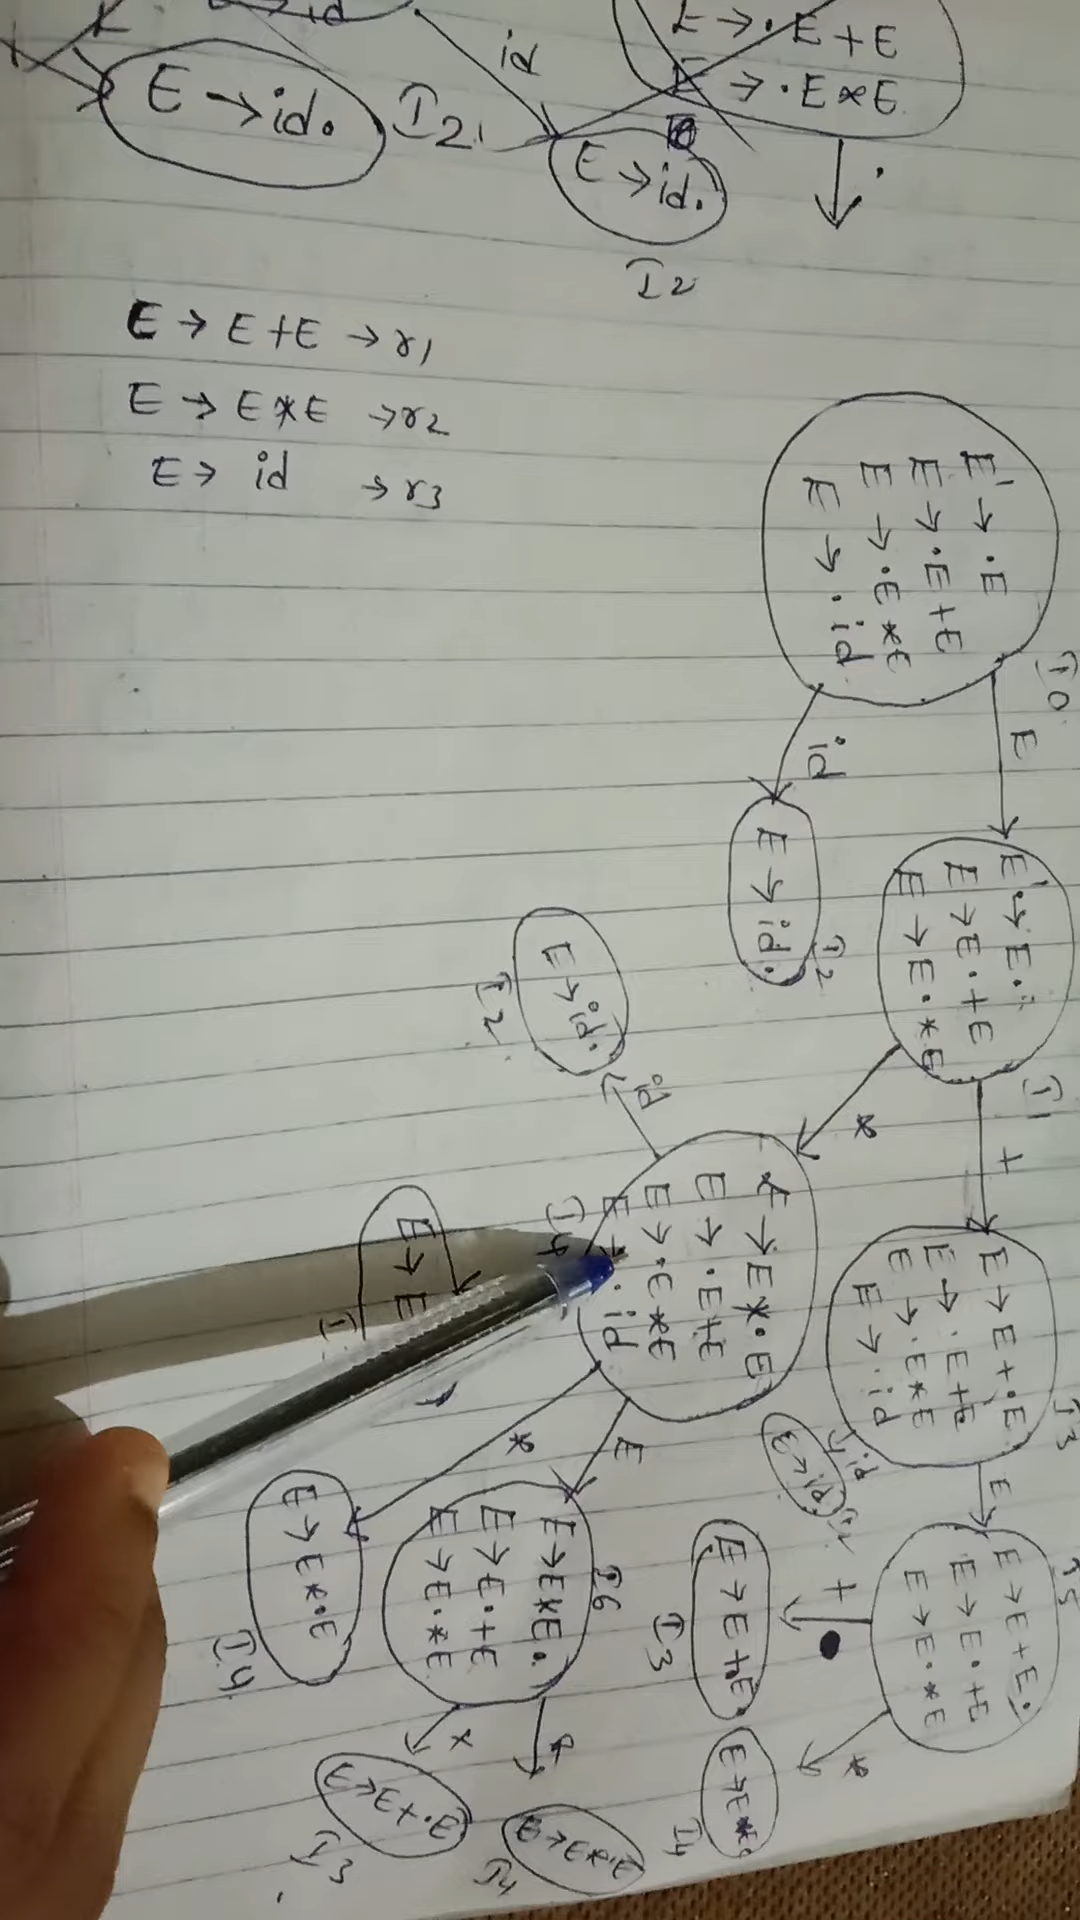 →id
id
E → . E + E
E → . E * E
E → id.
I2
E → id.
I2
E → E + E → r1
E → E * E → r2
E → id → r3
E' → . E
E → . E + E
E → . E * E
E → . id
I0
E
id
E' → E .
E → E . + E
E → E . * E
I1
E → id .
I2
+
*
E → id .
I2
id
E → E + . E
E → . E + E
E → . E * E
E → . id
I3
E → E * . E
E → . E + E
E → . E * E
E → . id
I4
E → E
id
E
E
*
E → E + E .
E → E . + E
E → E . * E
I5
E → E * E .
E → E . + E
E → E . * E
I6
E → E * . E
I4
+
*
I3
I4
E → E + . E
I3
E → E * . E
I4